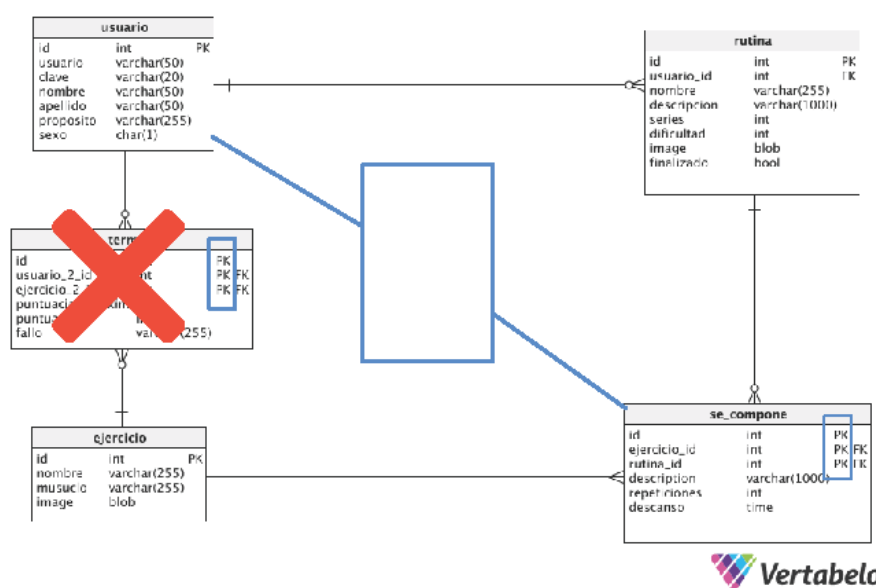 usuario
id int PK
usuario varchar(50)
clave varchar(20)
nombre varchar(50)
apellido varchar(50)
proposito varchar(255)
sexo char(1)
rutina
id int PK
usuario_id int FK
nombre varchar(255)
descripcion varchar(1000)
series int
dificultad int
image blob
finalizado bool
term
id PK
usuario_2_id int PK FK
ejercicio_2 PK FK
fallo (255)
ejercicio
id int PK
nombre varchar(255)
varchar(255)
image blob
se_compone
id int PK
ejercicio_id int PK FK
rutina_id int PK FK
description varchar(1000)
repeticiones int
descanso time
Vertabelo